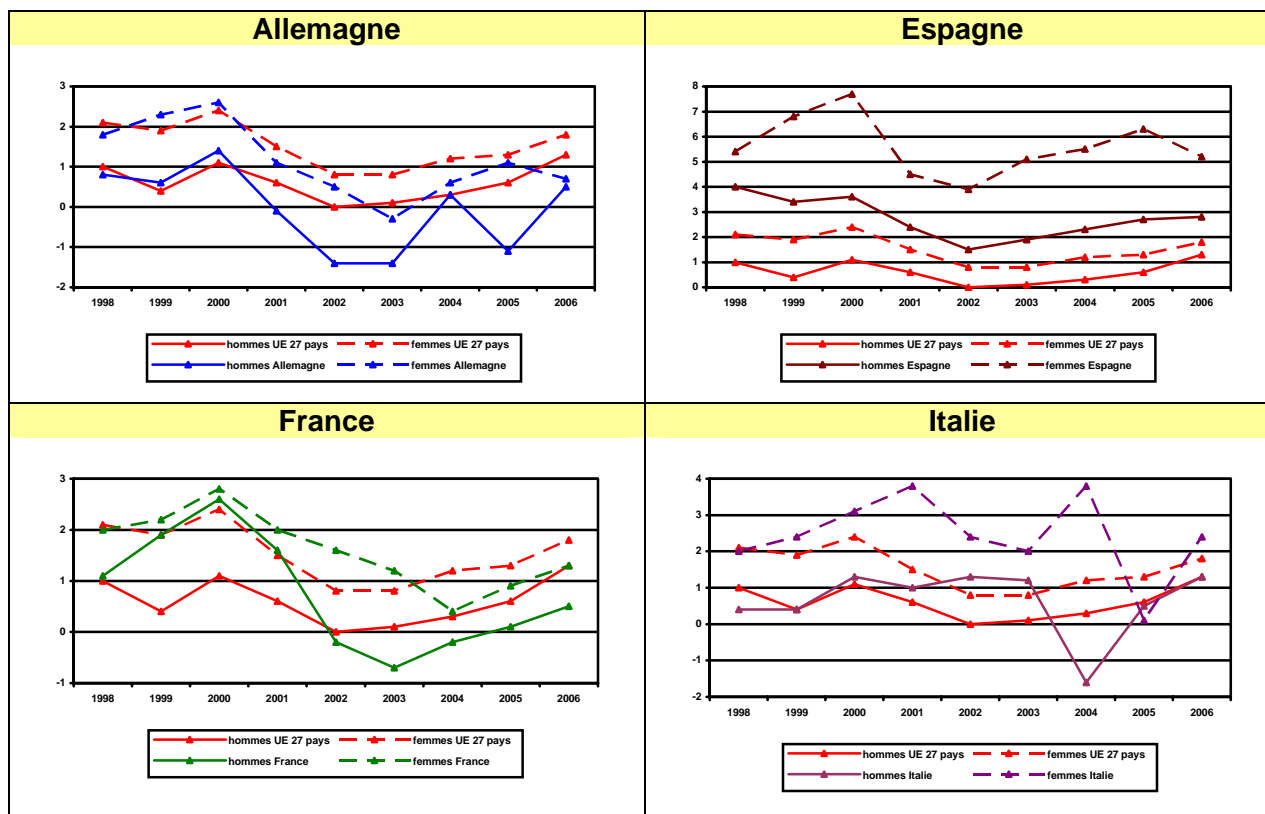 Allemagne
3
2
1
0
-1
-2
1998 1999 2000 2001 2002 2003 2004 2005 2006
hommes UE 27 pays femmes UE 27 pays
hommes Allemagne femmes Allemagne
Espagne
8
7
6
5
4
3
2
1
0
1998 1999 2000 2001 2002 2003 2004 2005 2006
hommes UE 27 pays femmes UE 27 pays
hommes Espagne femmes Espagne
France
3
2
1
0
-1
1998 1999 2000 2001 2002 2003 2004 2005 2006
hommes UE 27 pays femmes UE 27 pays
hommes France femmes France
Italie
4
3
2
1
0
-1
-2
1998 1999 2000 2001 2002 2003 2004 2005 2006
hommes UE 27 pays femmes UE 27 pays
hommes Italie femmes Italie